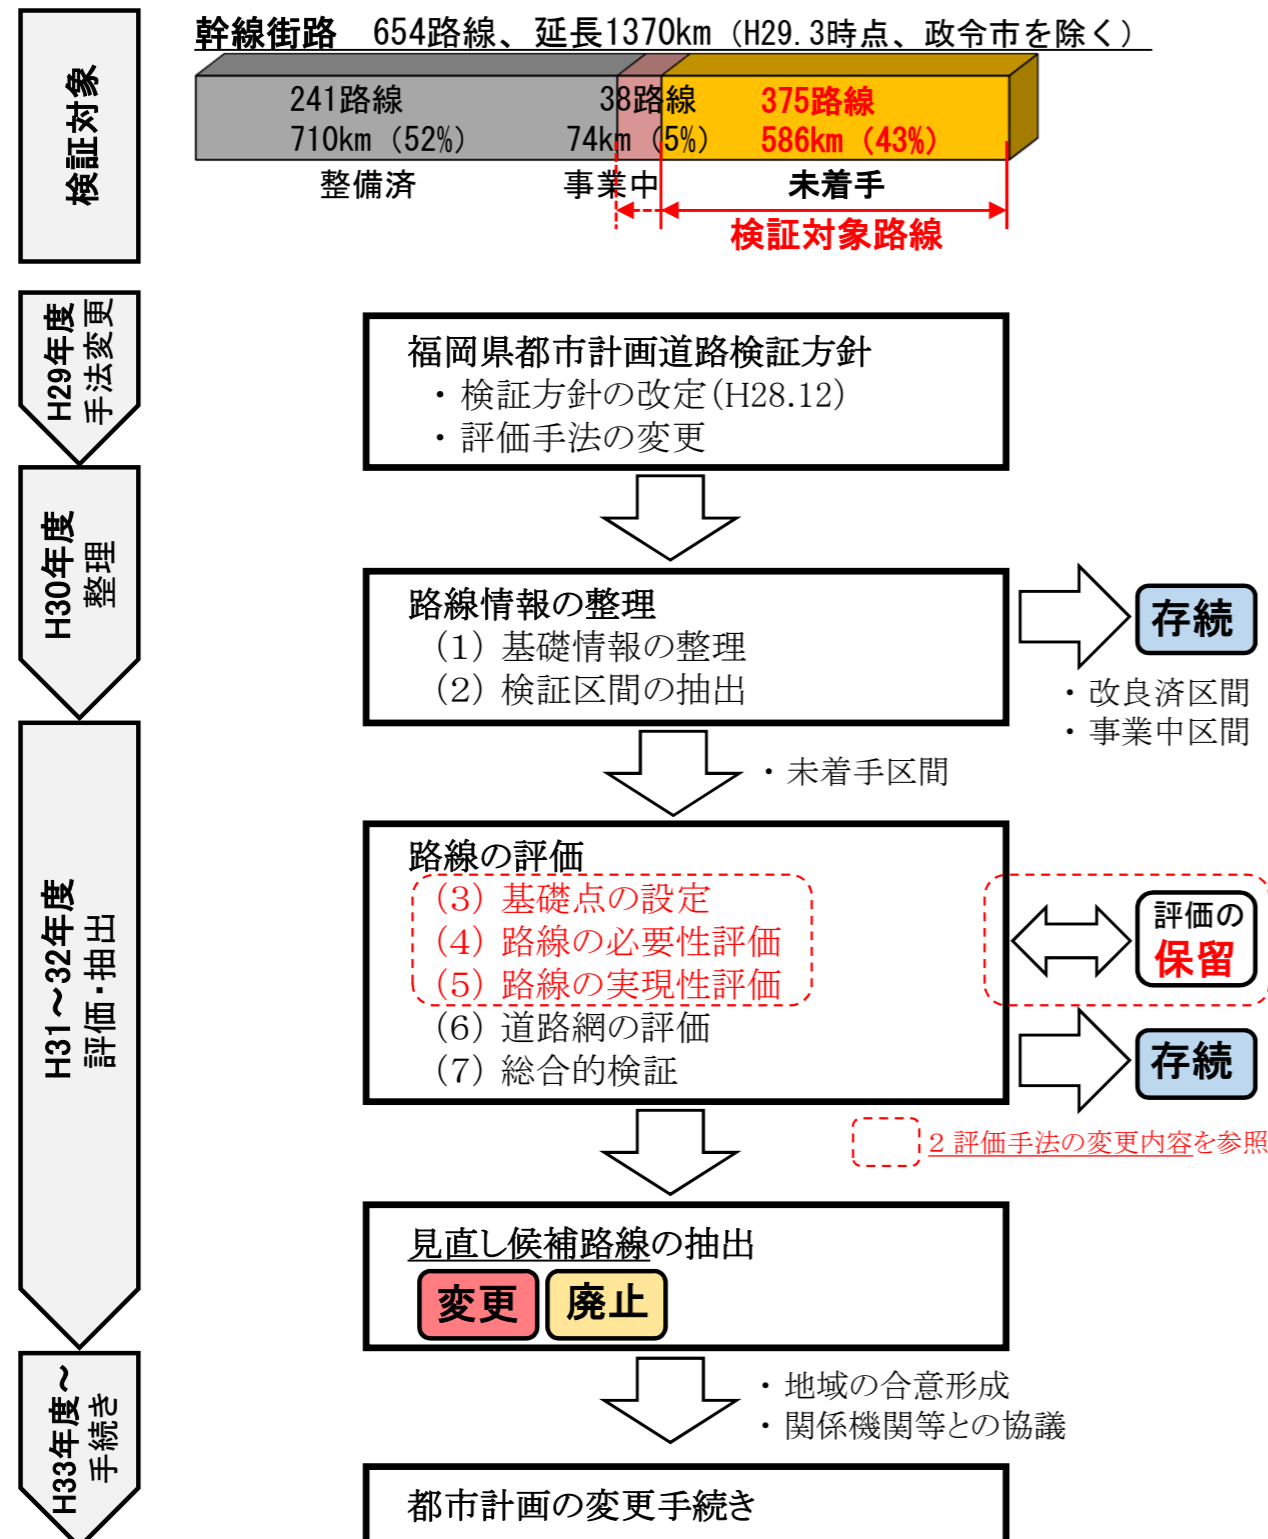 検証対象
幹線街路　654路線、延長1370km（H29.3時点、政令市を除く）
241路線
710km（52%）
38路線
74km（5%）
375路線
586km（43%）
整備済
事業中
未着手
検証対象路線
H29年度
手法変更
福岡県都市計画道路検証方針
・検証方針の改定（H28.12）
・評価手法の変更
H30年度
整理
路線情報の整理
（1）基礎情報の整理
（2）検証区間の抽出
存続
・改良済区間
・事業中区間
・未着手区間
H31～32年度
評価・抽出
路線の評価
（3）基礎点の設定
（4）路線の必要性評価
（5）路線の実現性評価
（6）道路網の評価
（7）総合的検証
評価の
保留
存続
2 評価手法の変更内容を参照
見直し候補路線の抽出
変更 廃止
・地域の合意形成
・関係機関等との協議
H33年度～
手続き
都市計画の変更手続き